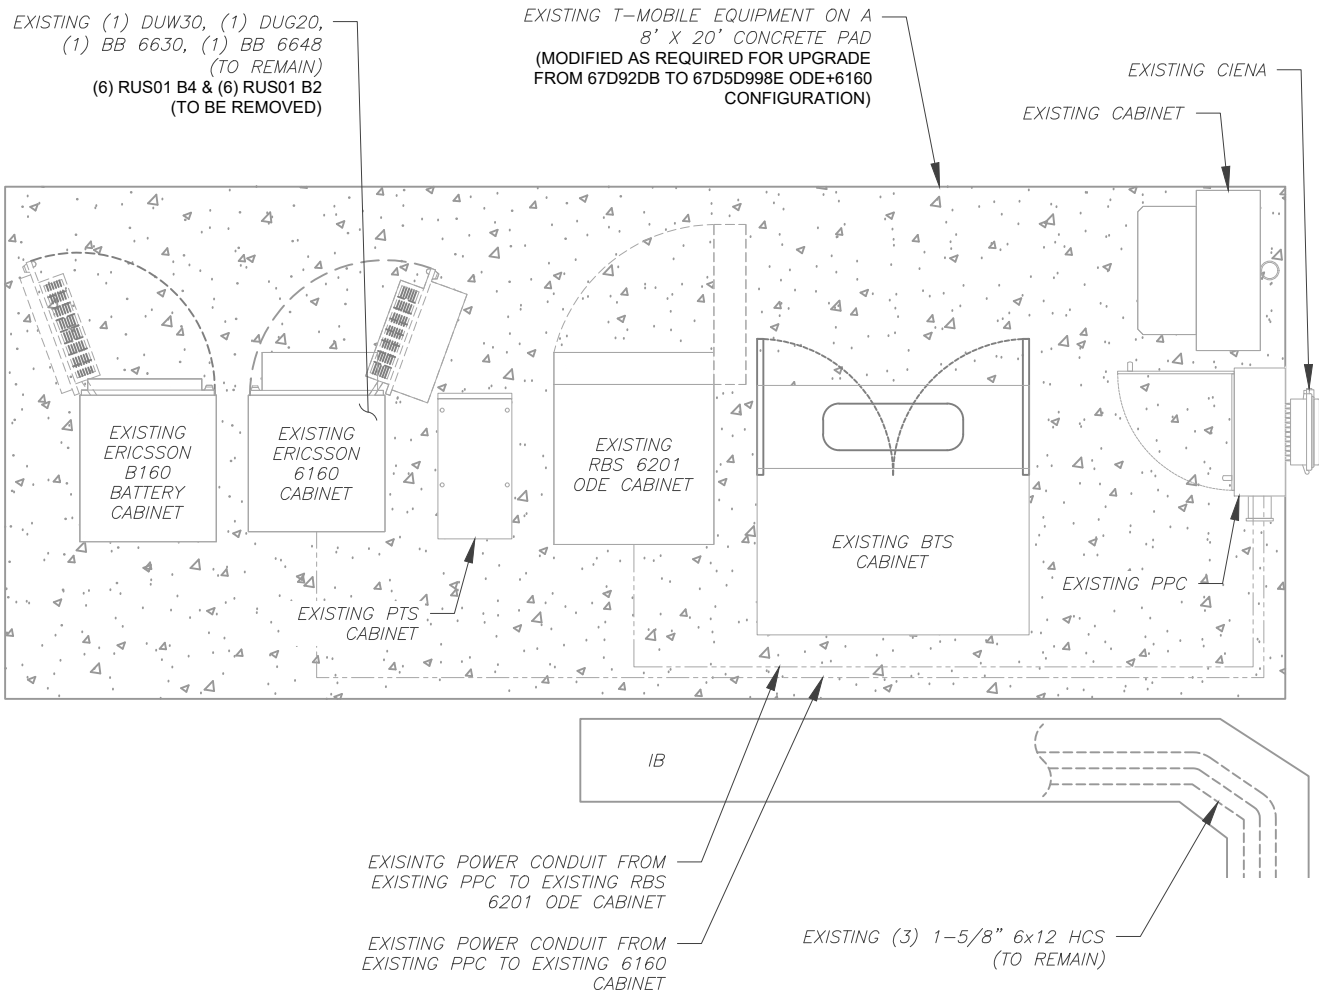 EXISTING (1) DUW30, (1) DUG20,
(1) BB 6630, (1) BB 6648
(TO REMAIN)
(6) RUS01 B4 & (6) RUS01 B2
(TO BE REMOVED)
EXISTING T-MOBILE EQUIPMENT ON A
8' X 20' CONCRETE PAD
(MODIFIED AS REQUIRED FOR UPGRADE
FROM 67D92DB TO 67D5D998E ODE+6160
CONFIGURATION)
EXISTING CIENA
EXISTING CABINET
EXISTING
ERICSSON
B160
BATTERY
CABINET
EXISTING
ERICSSON
6160
CABINET
EXISTING
RBS 6201
ODE CABINET
EXISTING BTS
CABINET
EXISTING PPC
EXISTING PTS
CABINET
IB
EXISINTG POWER CONDUIT FROM
EXISTING PPC TO EXISTING RBS
6201 ODE CABINET
EXISTING POWER CONDUIT FROM
EXISTING PPC TO EXISTING 6160
CABINET
EXISTING (3) 1-5/8" 6x12 HCS
(TO REMAIN)